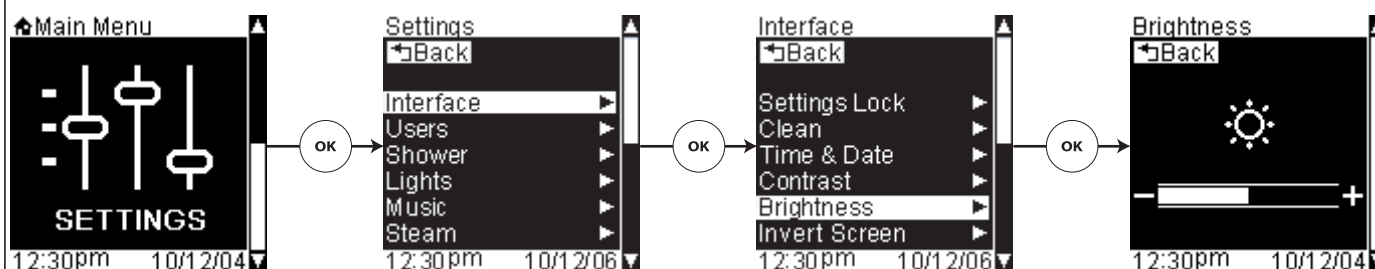 Main Menu
SETTINGS
12:30pm 10/12/04
OK
Settings
Back
Interface
Users
Shower
Lights
Music
Steam
12:30pm 10/12/06
OK
Interface
Back
Settings Lock
Clean
Time & Date
Contrast
Brightness
Invert Screen
12:30pm 10/12/06
OK
Brightness
Back
12:30pm 10/12/04